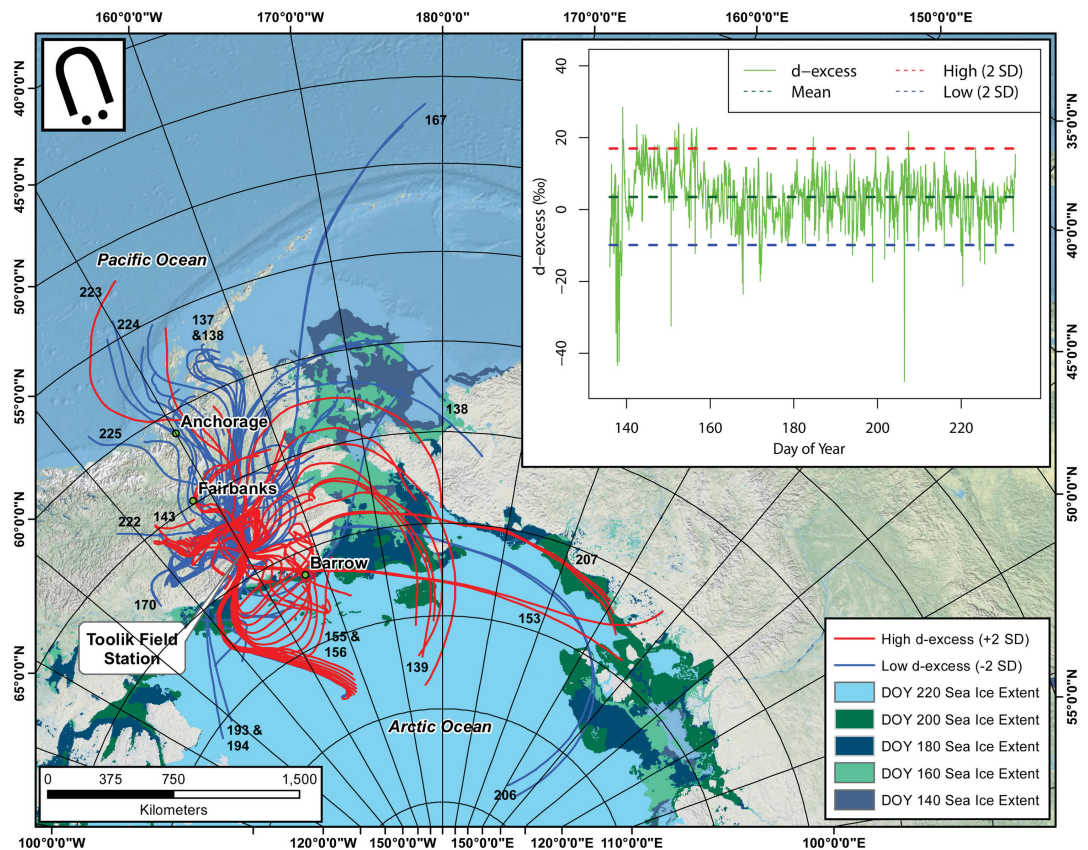 160°0'0"W
170°0'0"W
180°0'0"
170°0'0"E
160°0'0"E
150°0'0"E
40°0'0"N
45°0'0"N
50°0'0"N
55°0'0"N
60°0'0"N
65°0'0"N
35°0'0"N
40°0'0"N
45°0'0"N
50°0'0"N
55°0'0"N
100°0'0"W
120°0'0"W
150°0'0"W
150°0'0"E
120°0'0"E
110°0'0"E
100°0'0"E
167
Pacific Ocean
223
224
137
&138
138
Anchorage
225
Fairbanks
222
143
Barrow
207
170
153
Toolik Field
Station
155 &
156
139
193 &
194
Arctic Ocean
206
0
375
750
1,500
Kilometers
d−excess
Mean
High (2 SD)
Low (2 SD)
d−excess (‰)
40
20
0
−20
−40
140
160
180
200
220
Day of Year
High d-excess (+2 SD)
Low d-excess (-2 SD)
DOY 220 Sea Ice Extent
DOY 200 Sea Ice Extent
DOY 180 Sea Ice Extent
DOY 160 Sea Ice Extent
DOY 140 Sea Ice Extent